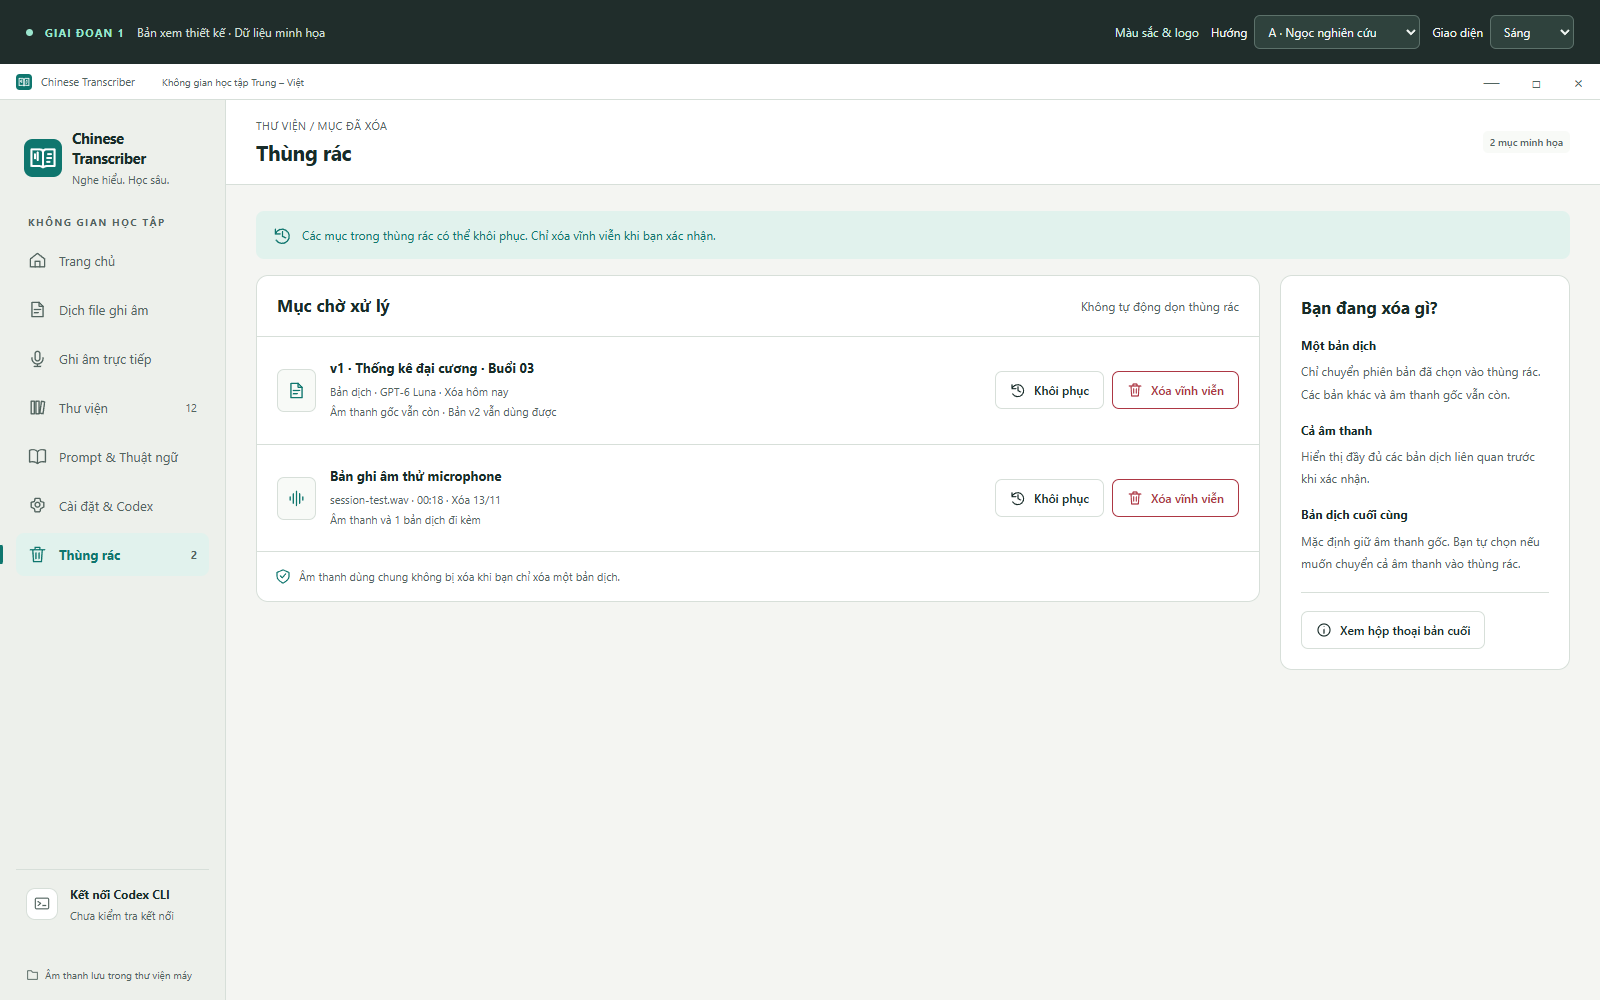 GIAI ĐOẠN 1 Bản xem thiết kế · Dữ liệu minh họa
Màu sắc & logo Hướng A · Ngọc nghiên cứu Giao diện Sáng
Chinese Transcriber Không gian học tập Trung – Việt
Chinese
Transcriber
Nghe hiểu. Học sâu.
KHÔNG GIAN HỌC TẬP
Trang chủ
Dịch file ghi âm
Ghi âm trực tiếp
Thư viện 12
Prompt & Thuật ngữ
Cài đặt & Codex
Thùng rác 2
Kết nối Codex CLI
Chưa kiểm tra kết nối
Âm thanh lưu trong thư viện máy
THƯ VIỆN / MỤC ĐÃ XÓA
Thùng rác
2 mục minh họa
Các mục trong thùng rác có thể khôi phục. Chỉ xóa vĩnh viễn khi bạn xác nhận.
Mục chờ xử lý
Không tự động dọn thùng rác
v1 · Thống kê đại cương · Buổi 03
Bản dịch · GPT-6 Luna · Xóa hôm nay
Âm thanh gốc vẫn còn · Bản v2 vẫn dùng được
Khôi phục Xóa vĩnh viễn
Bản ghi âm thử microphone
session-test.wav · 00:18 · Xóa 13/11
Âm thanh và 1 bản dịch đi kèm
Khôi phục Xóa vĩnh viễn
Âm thanh dùng chung không bị xóa khi bạn chỉ xóa một bản dịch.
Bạn đang xóa gì?
Một bản dịch
Chỉ chuyển phiên bản đã chọn vào thùng rác.
Các bản khác và âm thanh gốc vẫn còn.
Cả âm thanh
Hiển thị đầy đủ các bản dịch liên quan trước
khi xác nhận.
Bản dịch cuối cùng
Mặc định giữ âm thanh gốc. Bạn tự chọn nếu
muốn chuyển cả âm thanh vào thùng rác.
Xem hộp thoại bản cuối